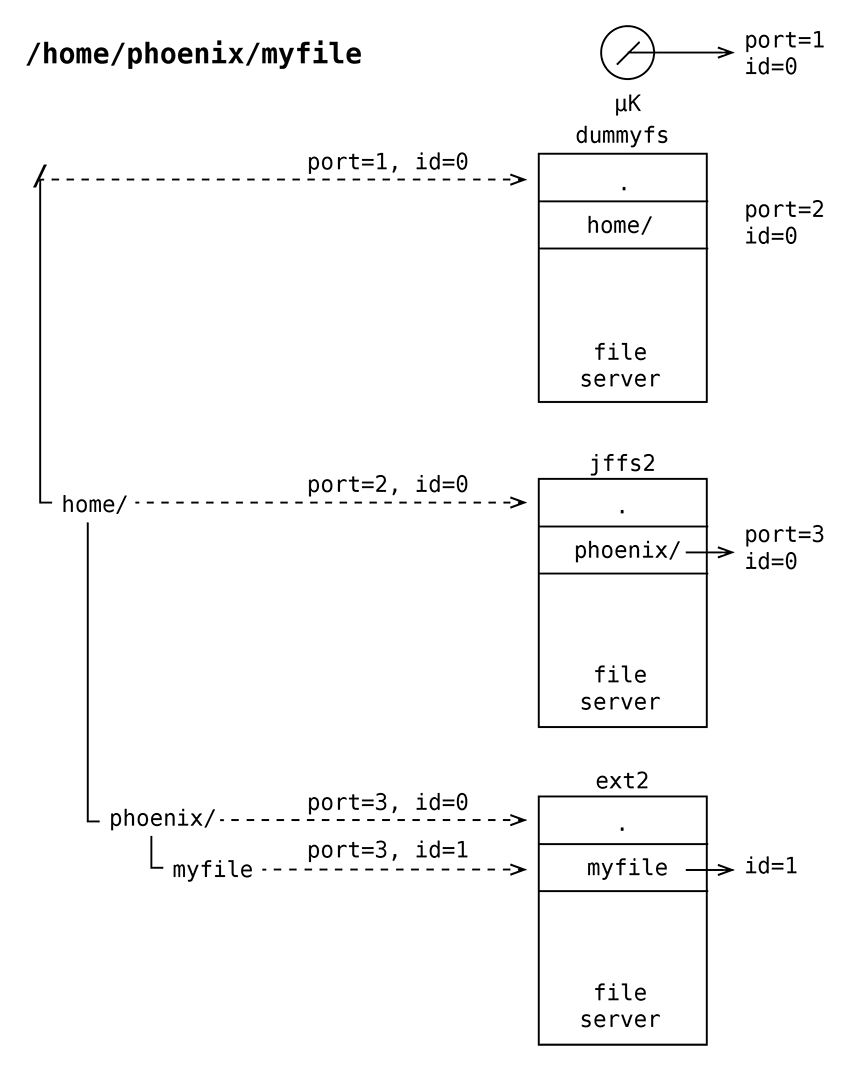 /home/phoenix/myfile
port=1
id=0
µK
dummyfs
/
port=1, id=0
.
home/
port=2
id=0
file
server
jffs2
home/
port=2, id=0
.
phoenix/
port=3
id=0
file
server
ext2
phoenix/
port=3, id=0
.
myfile
port=3, id=1
myfile
id=1
file
server